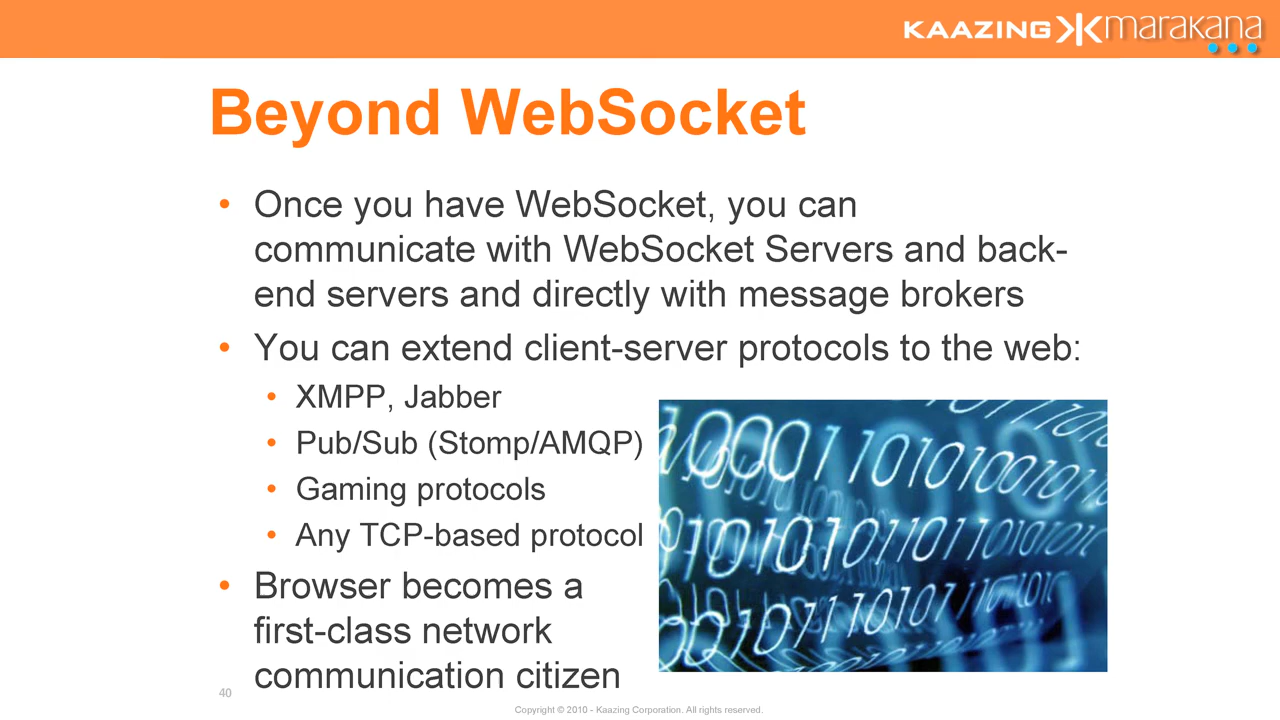 KAAZING marakana
Beyond WebSocket
• Once you have WebSocket, you can
communicate with WebSocket Servers and back-
end servers and directly with message brokers
• You can extend client-server protocols to the web:
• XMPP, Jabber
• Pub/Sub (Stomp/AMQP)
• Gaming protocols
• Any TCP-based protocol
• Browser becomes a
first-class network
communication citizen
40
Copyright © 2010 - Kaazing Corporation. All rights reserved.